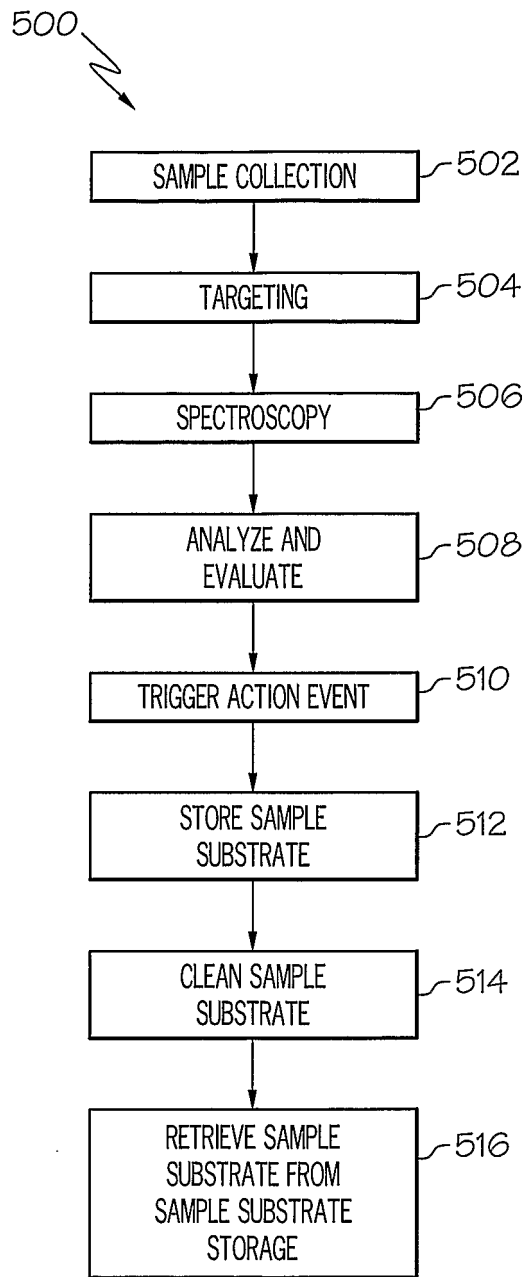 500
SAMPLE COLLECTION
502
TARGETING
504
SPECTROSCOPY
506
ANALYZE AND
EVALUATE
508
TRIGGER ACTION EVENT
510
STORE SAMPLE
SUBSTRATE
512
CLEAN SAMPLE
SUBSTRATE
514
RETRIEVE SAMPLE
SUBSTRATE FROM
SAMPLE SUBSTRATE
STORAGE
516